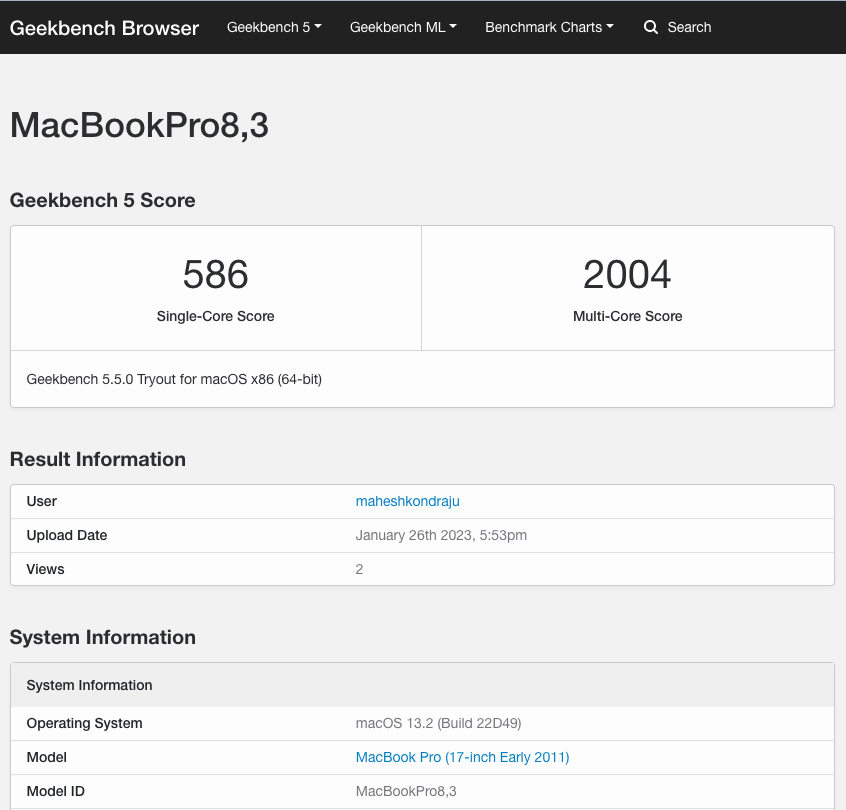 Geekbench Browser Geekbench 5 Geekbench ML Benchmark Charts Search
MacBookPro8,3
Geekbench 5 Score
586 2004
Single-Core Score Multi-Core Score
Geekbench 5.5.0 Tryout for macOS x86 (64-bit)
Result Information
User maheshkondraju
Upload Date January 26th 2023, 5:53pm
Views 2
System Information
System Information
Operating System macOS 13.2 (Build 22D49)
Model MacBook Pro (17-inch Early 2011)
Model ID MacBookPro8,3